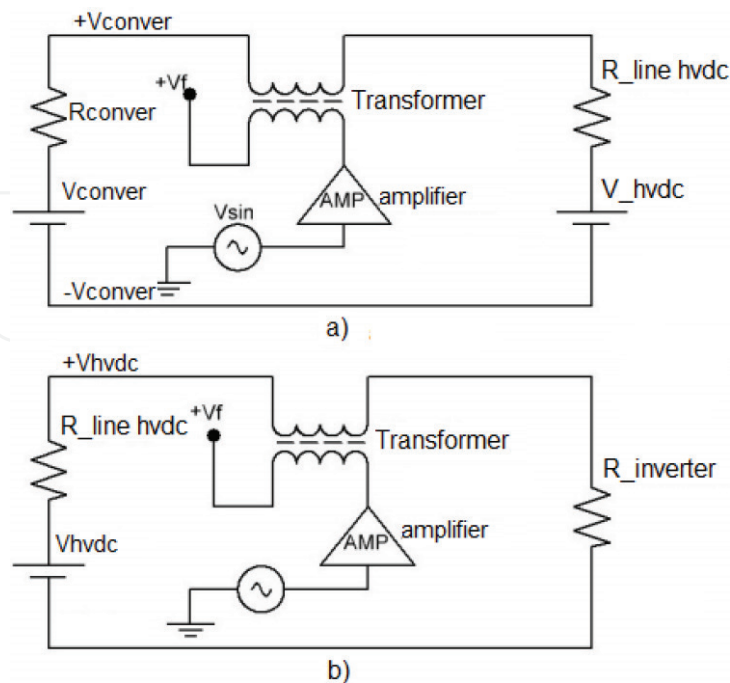 +Vconver
R_line hvdc
+Vf
Rconver
Transformer
Vconver
V_hvdc
AMP
amplifier
Vsin
-Vconver
a)
+Vhvdc
R_line hvdc
+Vf
Transformer
R_inverter
amplifier
AMP
Vhvdc
b)